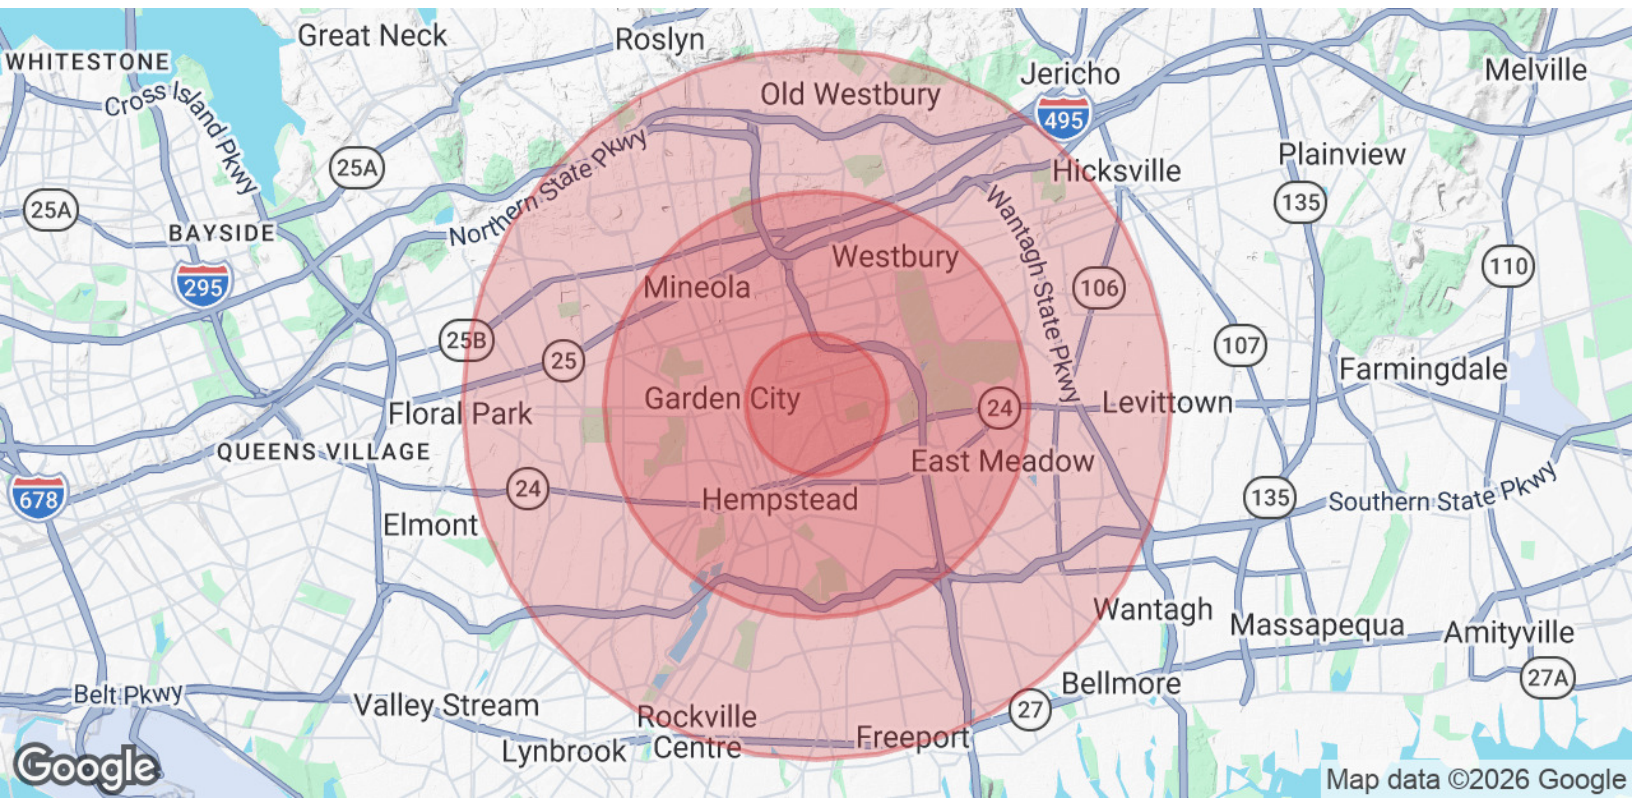 Great Neck
Roslyn
WHITESTONE
Jericho
Melville
Cross Island Pkwy
Old Westbury
495
Northern State Pkwy
25A
Plainview
Hicksville
135
25A
BAYSIDE
Wantagh State Pkwy
Westbury
110
295
Mineola
106
25B
25
107
Farmingdale
Garden City
24
Levittown
Floral Park
QUEENS VILLAGE
East Meadow
678
24
Hempstead
135
Southern State Pkwy
Elmont
Wantagh
Massapequa
Amityville
Belt Pkwy
Bellmore
27A
Valley Stream
27
Rockville
Centre
Freeport
Lynbrook
Google
Map data ©2026 Google